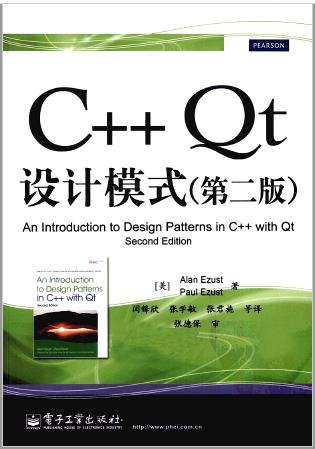 PEARSON
C++ Qt
设计模式(第二版)
An Introduction to Design Patterns in C++ with Qt
Second Edition
An Introduction
to Design Patterns
in C++ with Qt
Second Edition
[美] Alan Ezust
Paul Ezust 著
闫锋欣 张学敏 张君施 等译
张德保 审
电子工业出版社
PUBLISHING HOUSE OF ELECTRONICS INDUSTRY
http://www.phei.com.cn